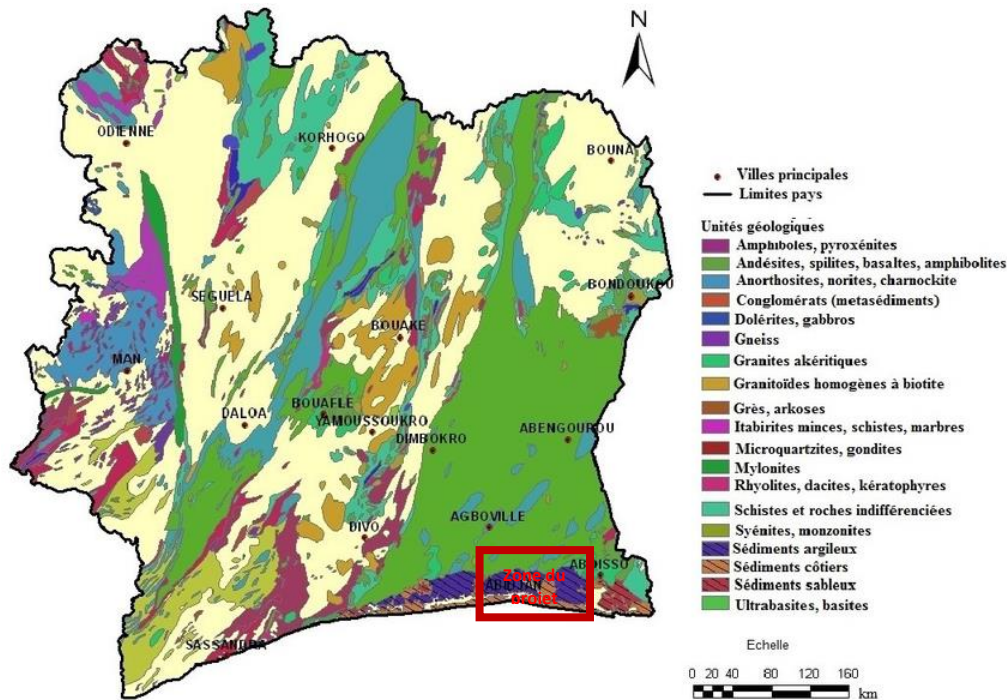 N
ODIENNE
KORHOGO
BOUNA
SEGUELA
BONDOUKOU
BOUAKE
MAN
BOUAFLE
DALOA
YAMOUSSOUKRO
DIMBOKRO
ABENGOUROU
AGBOVILLE
DIVO
ABOISSO
Zone du
projet
ABIDJAN
SASSANDRA
Villes principales
Limites pays
Unités géologiques
Amphiboles, pyroxénites
Andésites, spilites, basaltes, amphibolites
Anorthosites, norites, charnockite
Conglomérats (metasédiments)
Dolérites, gabbros
Gneiss
Granites akéritiques
Granitoïdes homogènes à biotite
Grès, arkoses
Itabirites minces, schistes, marbres
Microquartzites, gondites
Mylonites
Rhyolites, dacites, kératophyres
Schistes et roches indifférenciées
Syénites, monzonites
Sédiments argileux
Sédiments côtiers
Sédiments sableux
Ultrabasites, basites
Echelle
0 20 40 80 120 160
km